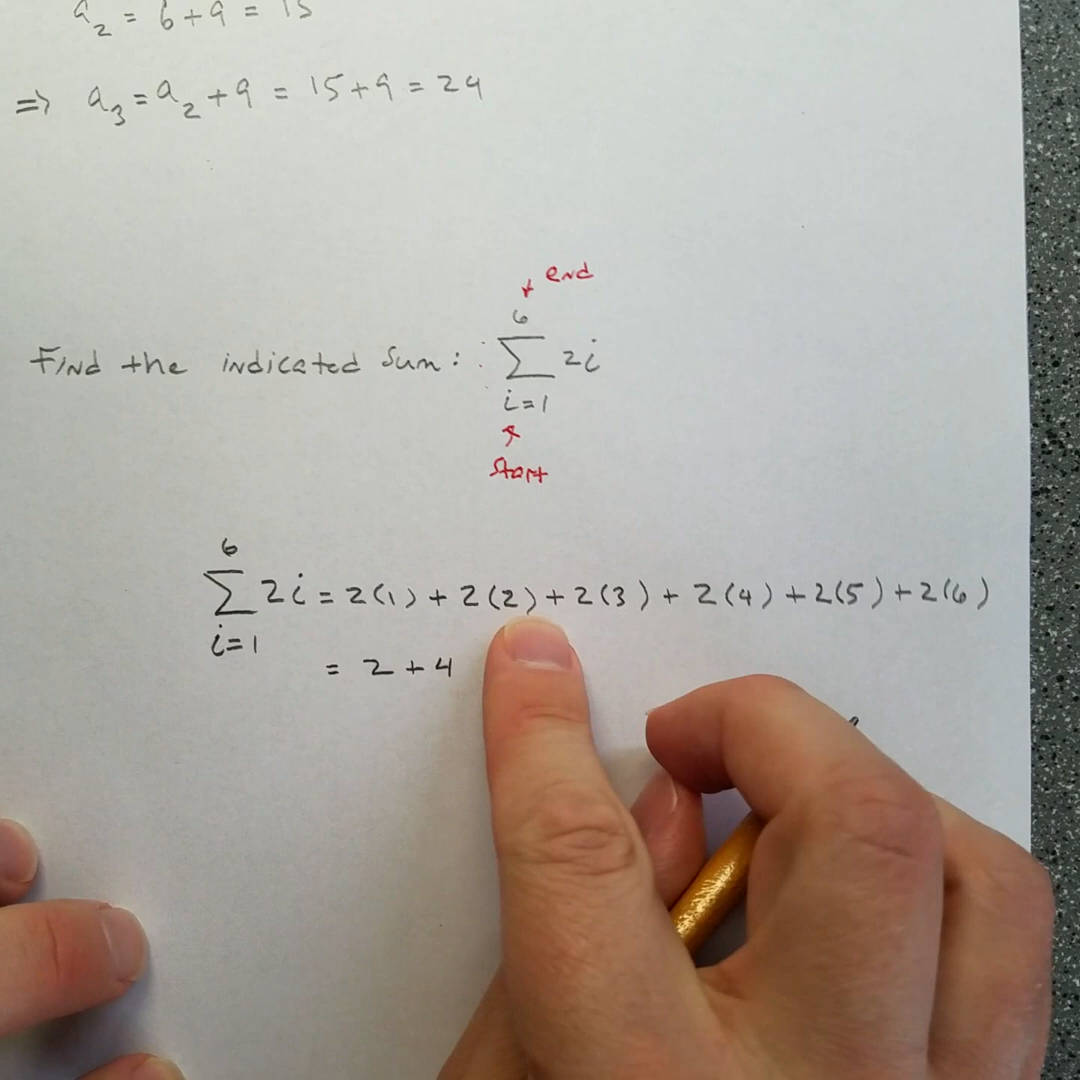 a₂ = 6+9 = 15
=> a₃ = a₂ + 9 = 15+9 = 24
end
6
Find the indicated sum: ∑ 2i
i=1
start
6
∑ 2i = 2(1) + 2(2) + 2(3) + 2(4) + 2(5) + 2(6)
i=1
= 2 + 4